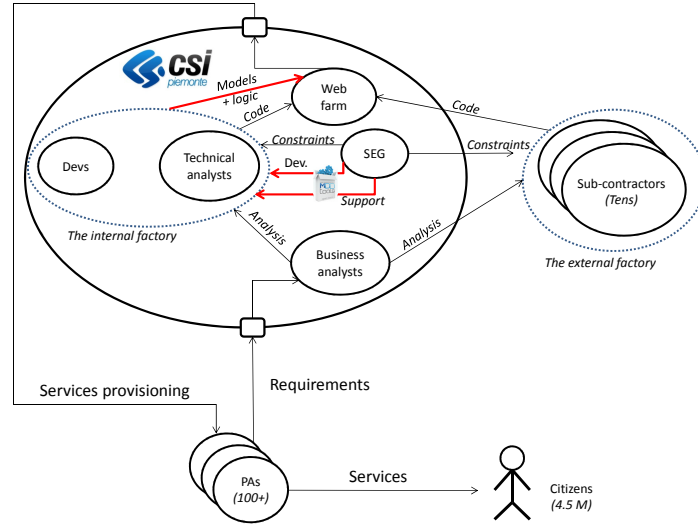 csi
piemonte
Models
+ logic
Code
Web
farm
Code
Constraints
SEG
Constraints
Devs
Technical
analysts
Dev.
Support
Sub-contractors
(Tens)
The internal factory
Analysis
Analysis
Business
analysts
The external factory
Services provisioning
Requirements
PAs
(100+)
Services
Citizens
(4.5 M)